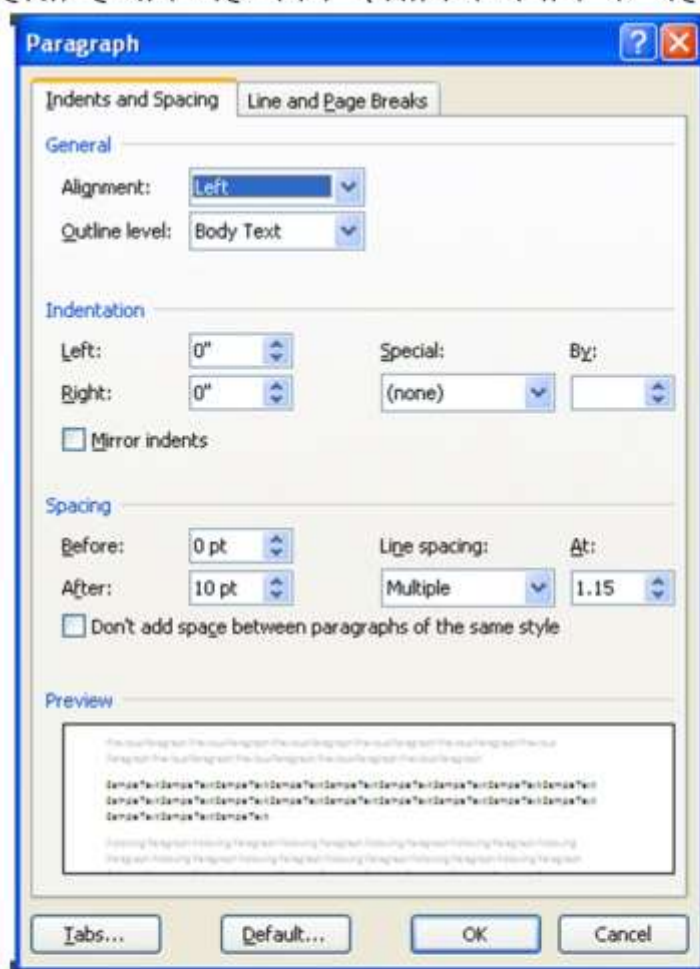 Paragraph
Indents and Spacing Line and Page Breaks
General
Alignment: Left
Outline level: Body Text
Indentation
Left: 0" Special: By:
Right: 0" (none)
Mirror indents
Spacing
Before: 0 pt Line spacing: At:
After: 10 pt Multiple 1.15
Don't add space between paragraphs of the same style
Preview
Tabs... Default... OK Cancel